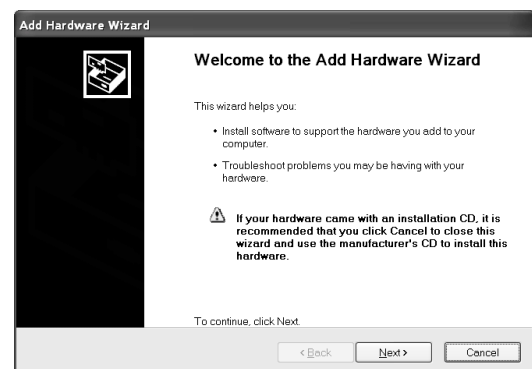 Add Hardware Wizard
Welcome to the Add Hardware Wizard
This wizard helps you:
• Install software to support the hardware you add to your
computer.
• Troubleshoot problems you may be having with your
hardware.
If your hardware came with an installation CD, it is
recommended that you click Cancel to close this
wizard and use the manufacturer's CD to install this
hardware.
To continue, click Next.
< Back Next > Cancel